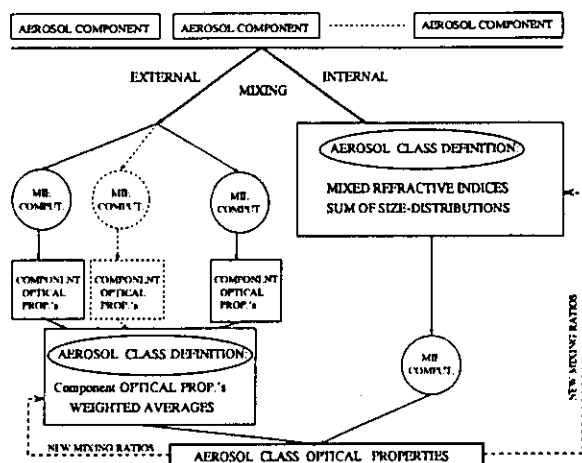 AEROSOL COMPONENT
AEROSOL COMPONENT
AEROSOL COMPONENT
EXTERNAL
INTERNAL
MIXING
AEROSOL CLASS DEFINITION
MIXED REFRACTIVE INDICES
SUM OF SIZE-DISTRIBUTIONS
MIE
COMPUT.
MIE
COMPUT.
MIE
COMPUT.
COMPONENT
OPTICAL
PROP.'s
COMPONENT
OPTICAL
PROP.'s
COMPONENT
OPTICAL
PROP.'s
AEROSOL CLASS DEFINITION:
Component OPTICAL PROP.'s
WEIGHTED AVERAGES
MIE
COMPUT.
NEW MIXING RATIOS
NEW MIXING RATIOS
AEROSOL CLASS OPTICAL PROPERTIES